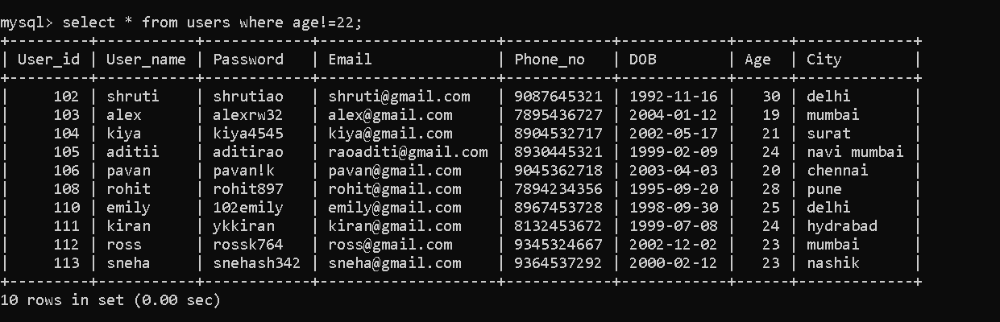 mysql> select * from users where age!=22;
+---------+-----------+------------+--------------------+------------+------------+------+-------------+
| User_id | User_name | Password   | Email              | Phone_no   | DOB        | Age  | City        |
+---------+-----------+------------+--------------------+------------+------------+------+-------------+
|     102 | shruti    | shrutiao   | shruti@gmail.com   | 9087645321 | 1992-11-16 |   30 | delhi       |
|     103 | alex      | alexrw32   | alex@gmail.com     | 7895436727 | 2004-01-12 |   19 | mumbai      |
|     104 | kiya      | kiya4545   | kiya@gmail.com     | 8904532717 | 2002-05-17 |   21 | surat       |
|     105 | aditii    | aditirao   | raoaditi@gmail.com | 8930445321 | 1999-02-09 |   24 | navi mumbai |
|     106 | pavan     | pavan!k    | pavan@gmail.com    | 9045362718 | 2003-04-03 |   20 | chennai     |
|     108 | rohit     | rohit897   | rohit@gmail.com    | 7894234356 | 1995-09-20 |   28 | pune        |
|     110 | emily     | 102emily   | emily@gmail.com    | 8967453728 | 1998-09-30 |   25 | delhi       |
|     111 | kiran     | ykkiran    | kiran@gmail.com    | 8132453672 | 1999-07-08 |   24 | hydrabad    |
|     112 | ross      | rossk764   | ross@gmail.com     | 9345324667 | 2002-12-02 |   23 | mumbai      |
|     113 | sneha     | snehash342 | sneha@gmail.com    | 9364537292 | 2000-02-12 |   23 | nashik      |
+---------+-----------+------------+--------------------+------------+------------+------+-------------+
10 rows in set (0.00 sec)